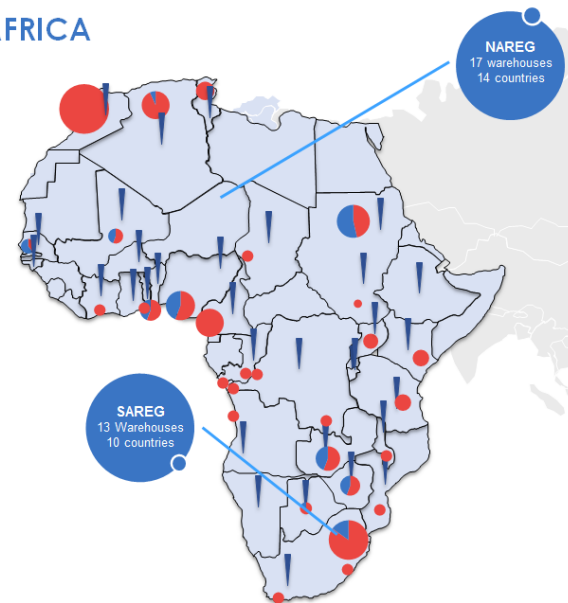 AFRICA
NAREG
17 warehouses
14 countries
SAREG
13 Warehouses
10 countries